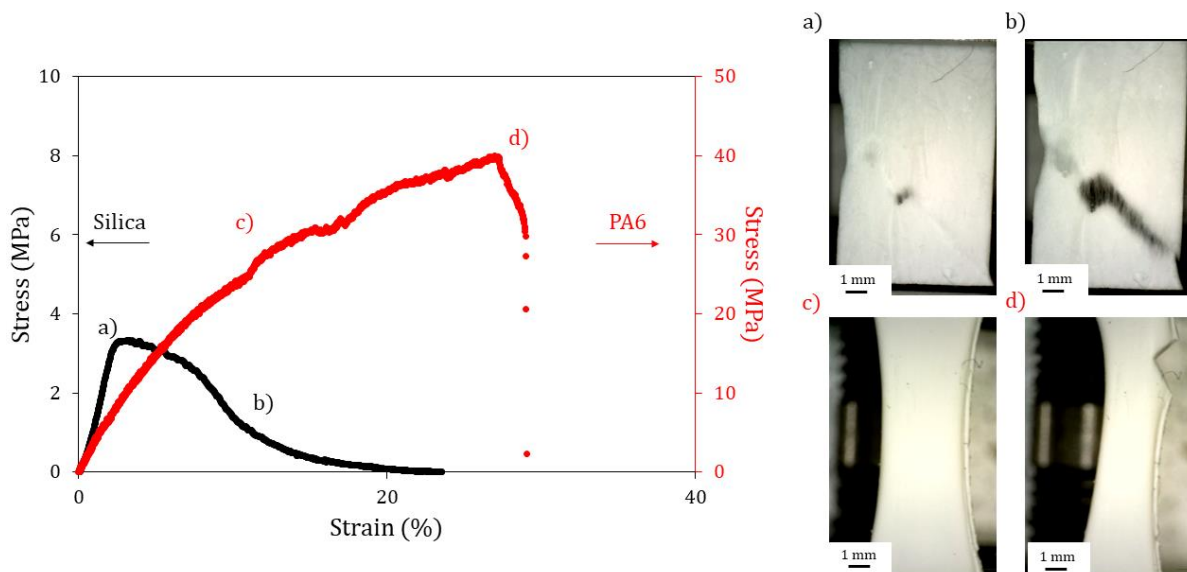 a)
b)
10
50
8
40
d)
Silica
c)
PA6
6
30
Stress (MPa)
Stress (MPa)
4
20
a)
b)
2
10
0
0
0
20
40
Strain (%)
1 mm
1 mm
c)
d)
1 mm
1 mm